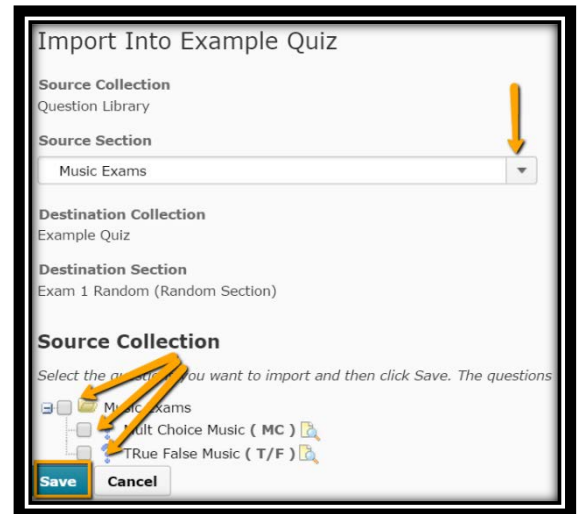 Import Into Example Quiz
Source Collection
Question Library
Source Section
Music Exams
Destination Collection
Example Quiz
Destination Section
Exam 1 Random (Random Section)
Source Collection
Select the questions you want to import and then click Save. The questions
Music Exams
Mult Choice Music ( MC )
TRue False Music ( T/F )
Save Cancel